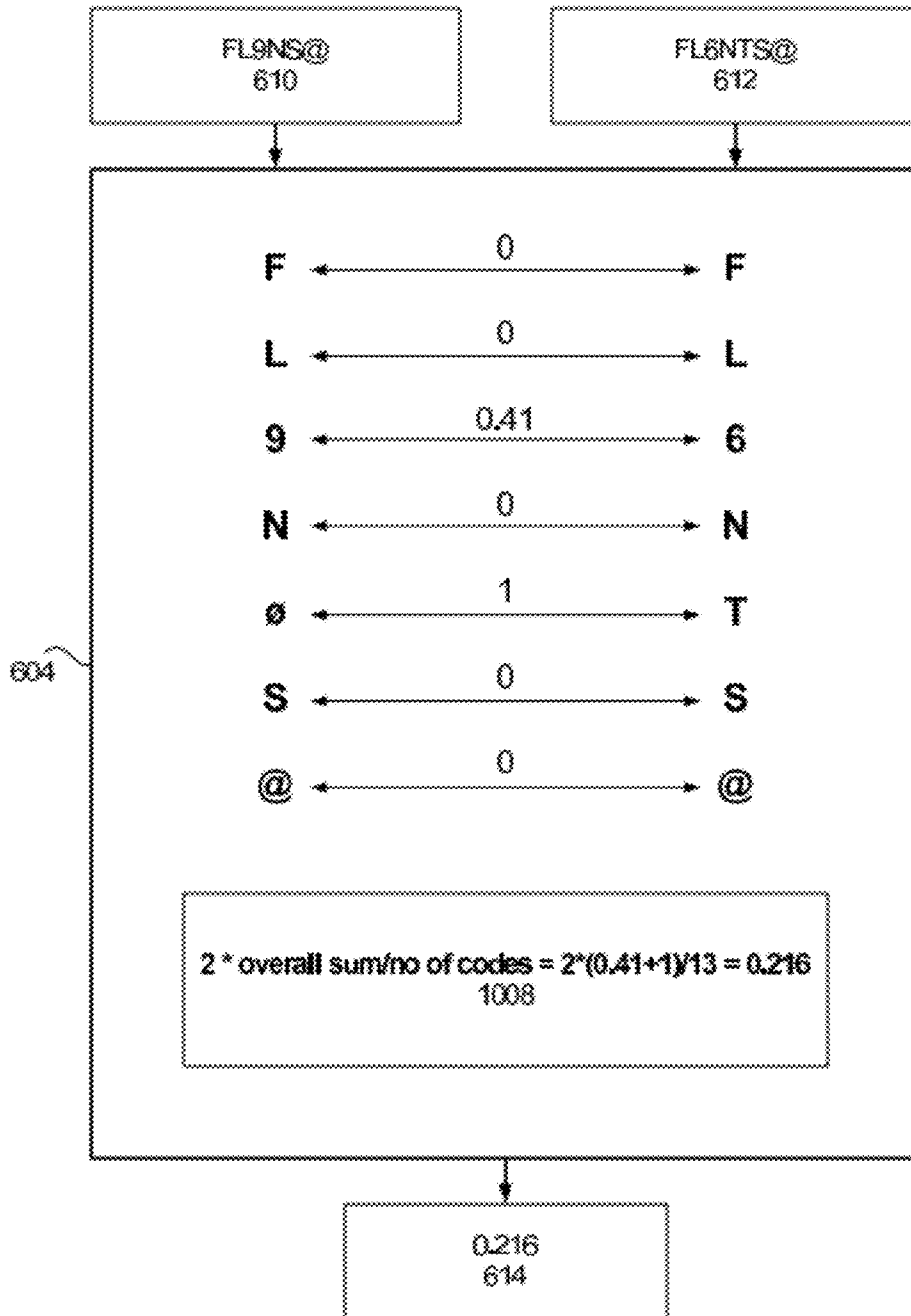 FL9NS@
610
FL6NTS@
612
F 0 F
L 0 L
9 0.41 6
N 0 N
ø 1 T
S 0 S
@ 0 @
604
2 * overall sum/no of codes = 2*(0.41+1)/13 = 0.216
1008
0.216
614